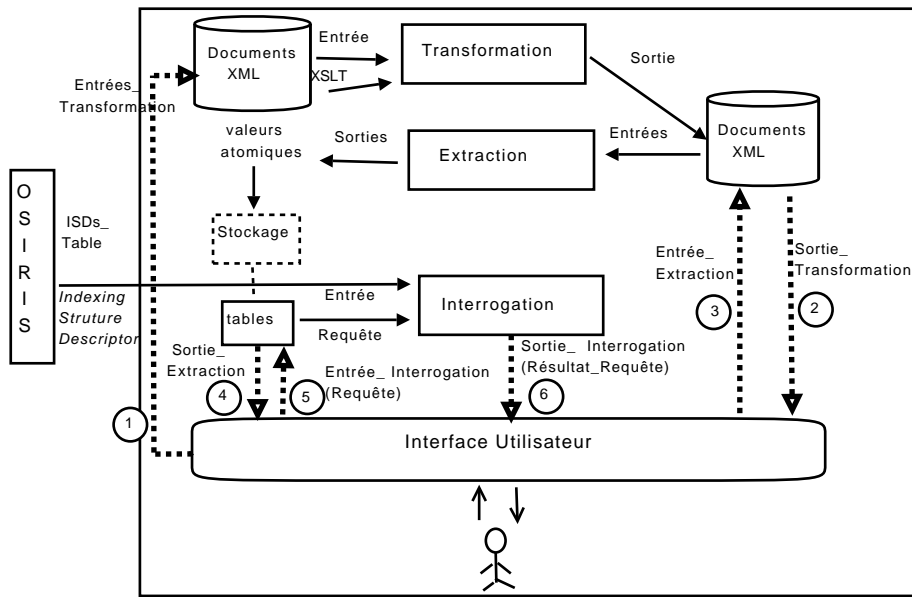 Documents
XML
Entrée
XSLT
Transformation
Sortie
Entrées_
Transformation
valeurs
atomiques
Sorties
Extraction
Entrées
Documents
XML
O
S
I
R
I
S
ISDs_
Table
Stockage
Indexing
Struture
Descriptor
Entrée
Requête
Interrogation
tables
Entrée_
Extraction
Sortie_
Transformation
3
2
Sortie_
Extraction
4
5
Entrée_ Interrogation
(Requête)
Sortie_ Interrogation
(Résultat_Requête)
6
1
Interface Utilisateur